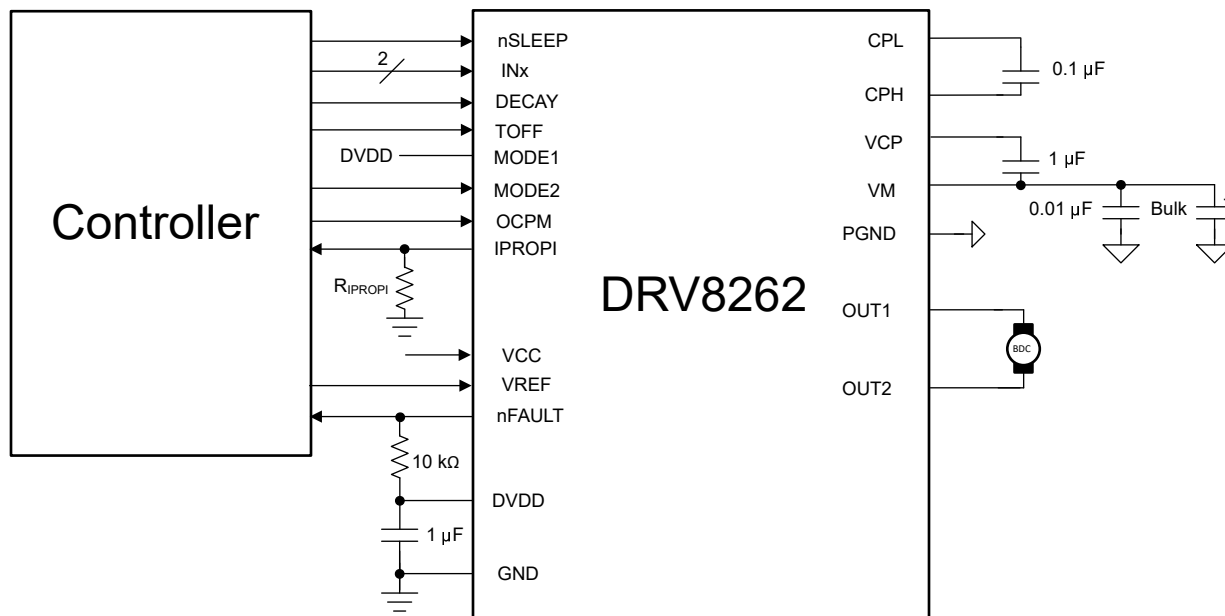 Controller
DRV8262
nSLEEP
2
INx
DECAY
TOFF
DVDD
MODE1
MODE2
OCPM
IPROPI
RIPROPI
VCC
VREF
nFAULT
10 kΩ
DVDD
1 µF
GND
CPL
0.1 µF
CPH
VCP
1 µF
VM
0.01 µF
Bulk
+
PGND
OUT1
BDC
OUT2